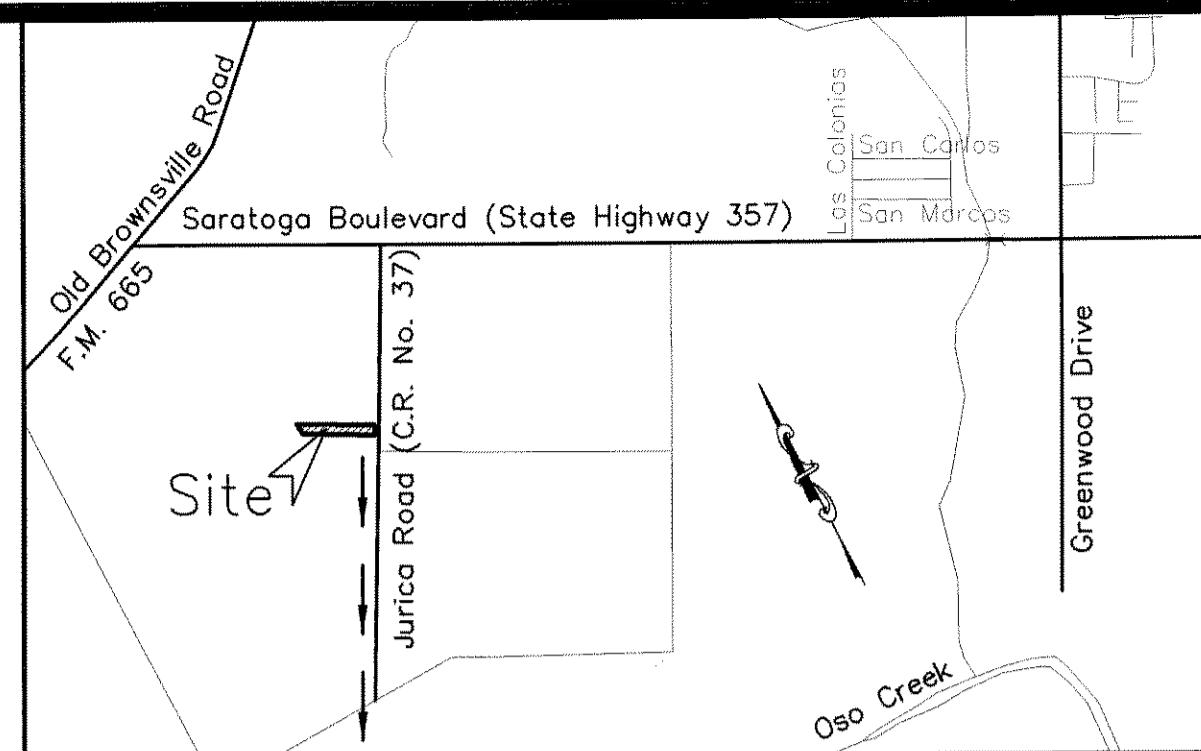 Old Brownsville Road
F.M. 665
Saratoga Boulevard (State Highway 357)
Los Colonias
San Carlos
San Marcos
Jurica Road (C.R. No. 37)
Site
Greenwood Drive
Oso Creek